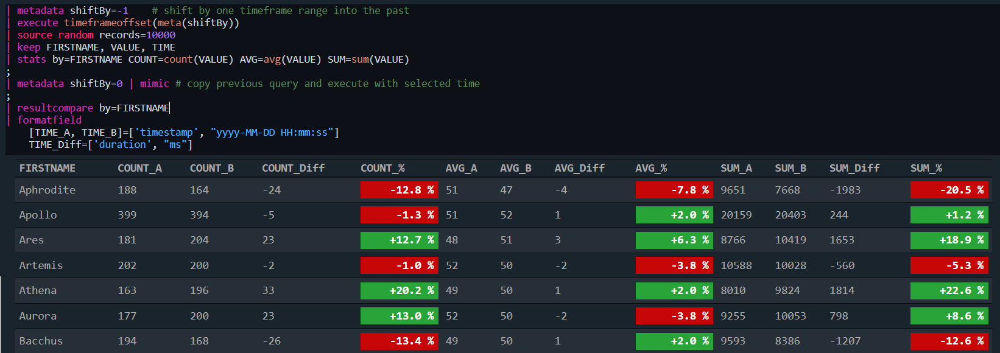 | metadata shiftBy=-1    # shift by one timeframe range into the past
| execute timeframeoffset(meta(shiftBy))
| source random records=10000
| keep FIRSTNAME, VALUE, TIME
| stats by=FIRSTNAME COUNT=count(VALUE) AVG=avg(VALUE) SUM=sum(VALUE)
;
| metadata shiftBy=0 | mimic # copy previous query and execute with selected time
;
| resultcompare by=FIRSTNAME
| formatfield
  [TIME_A, TIME_B]=['timestamp', "yyyy-MM-DD HH:mm:ss"]
  TIME_Diff=['duration', "ms"]
FIRSTNAME COUNT_A COUNT_B COUNT_Diff COUNT_% AVG_A AVG_B AVG_Diff AVG_% SUM_A SUM_B SUM_Diff SUM_%
Aphrodite 188 164 -24 -12.8 % 51 47 -4 -7.8 % 9651 7668 -1983 -20.5 %
Apollo 399 394 -5 -1.3 % 51 52 1 +2.0 % 20159 20403 244 +1.2 %
Ares 181 204 23 +12.7 % 48 51 3 +6.3 % 8766 10419 1653 +18.9 %
Artemis 202 200 -2 -1.0 % 52 50 -2 -3.8 % 10588 10028 -560 -5.3 %
Athena 163 196 33 +20.2 % 49 50 1 +2.0 % 8010 9824 1814 +22.6 %
Aurora 177 200 23 +13.0 % 52 50 -2 -3.8 % 9255 10053 798 +8.6 %
Bacchus 194 168 -26 -13.4 % 49 50 1 +2.0 % 9593 8386 -1207 -12.6 %